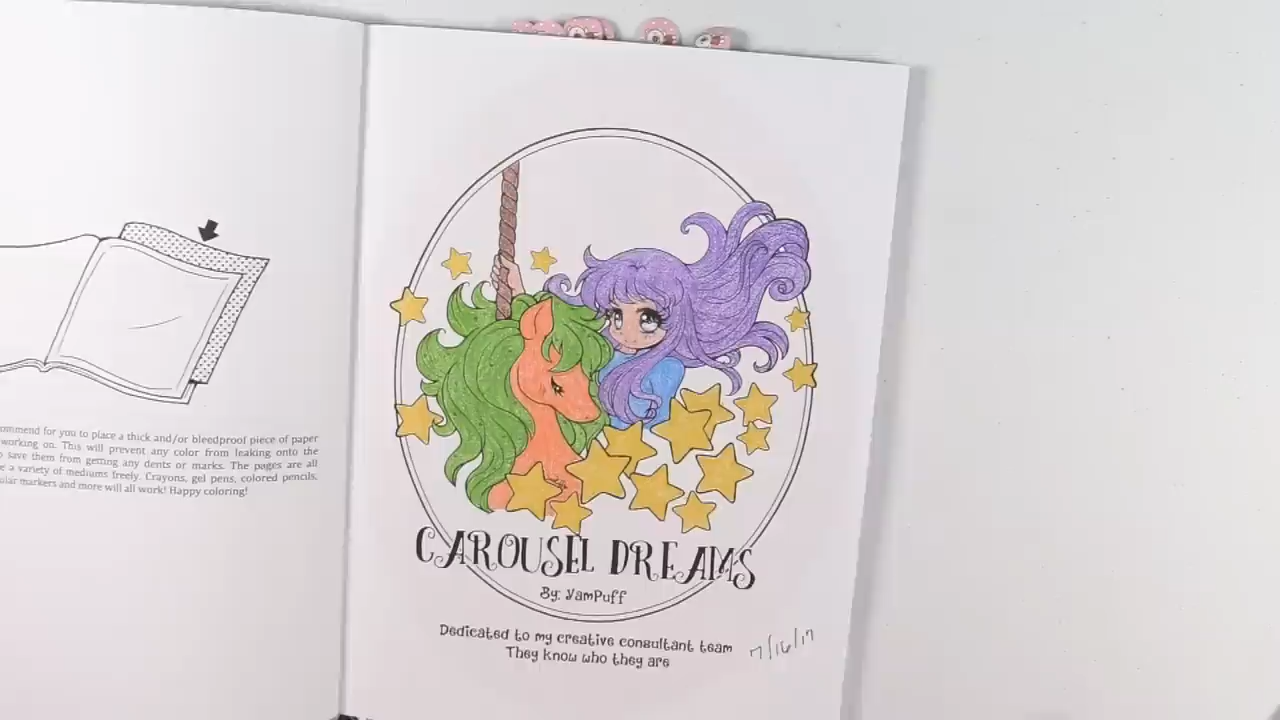 ommend for you to place a thick and/or bleedproof piece of paper
working on. This will prevent any color from leaking onto the
save them from getting any dents or marks. The pages are all
e a variety of mediums freely. Crayons, gel pens, colored pencils,
ular markers and more will all work! Happy coloring!
CAROUSEL DREAMS
By: YamPuff
Dedicated to my creative consultant team
They know who they are
7/16/17